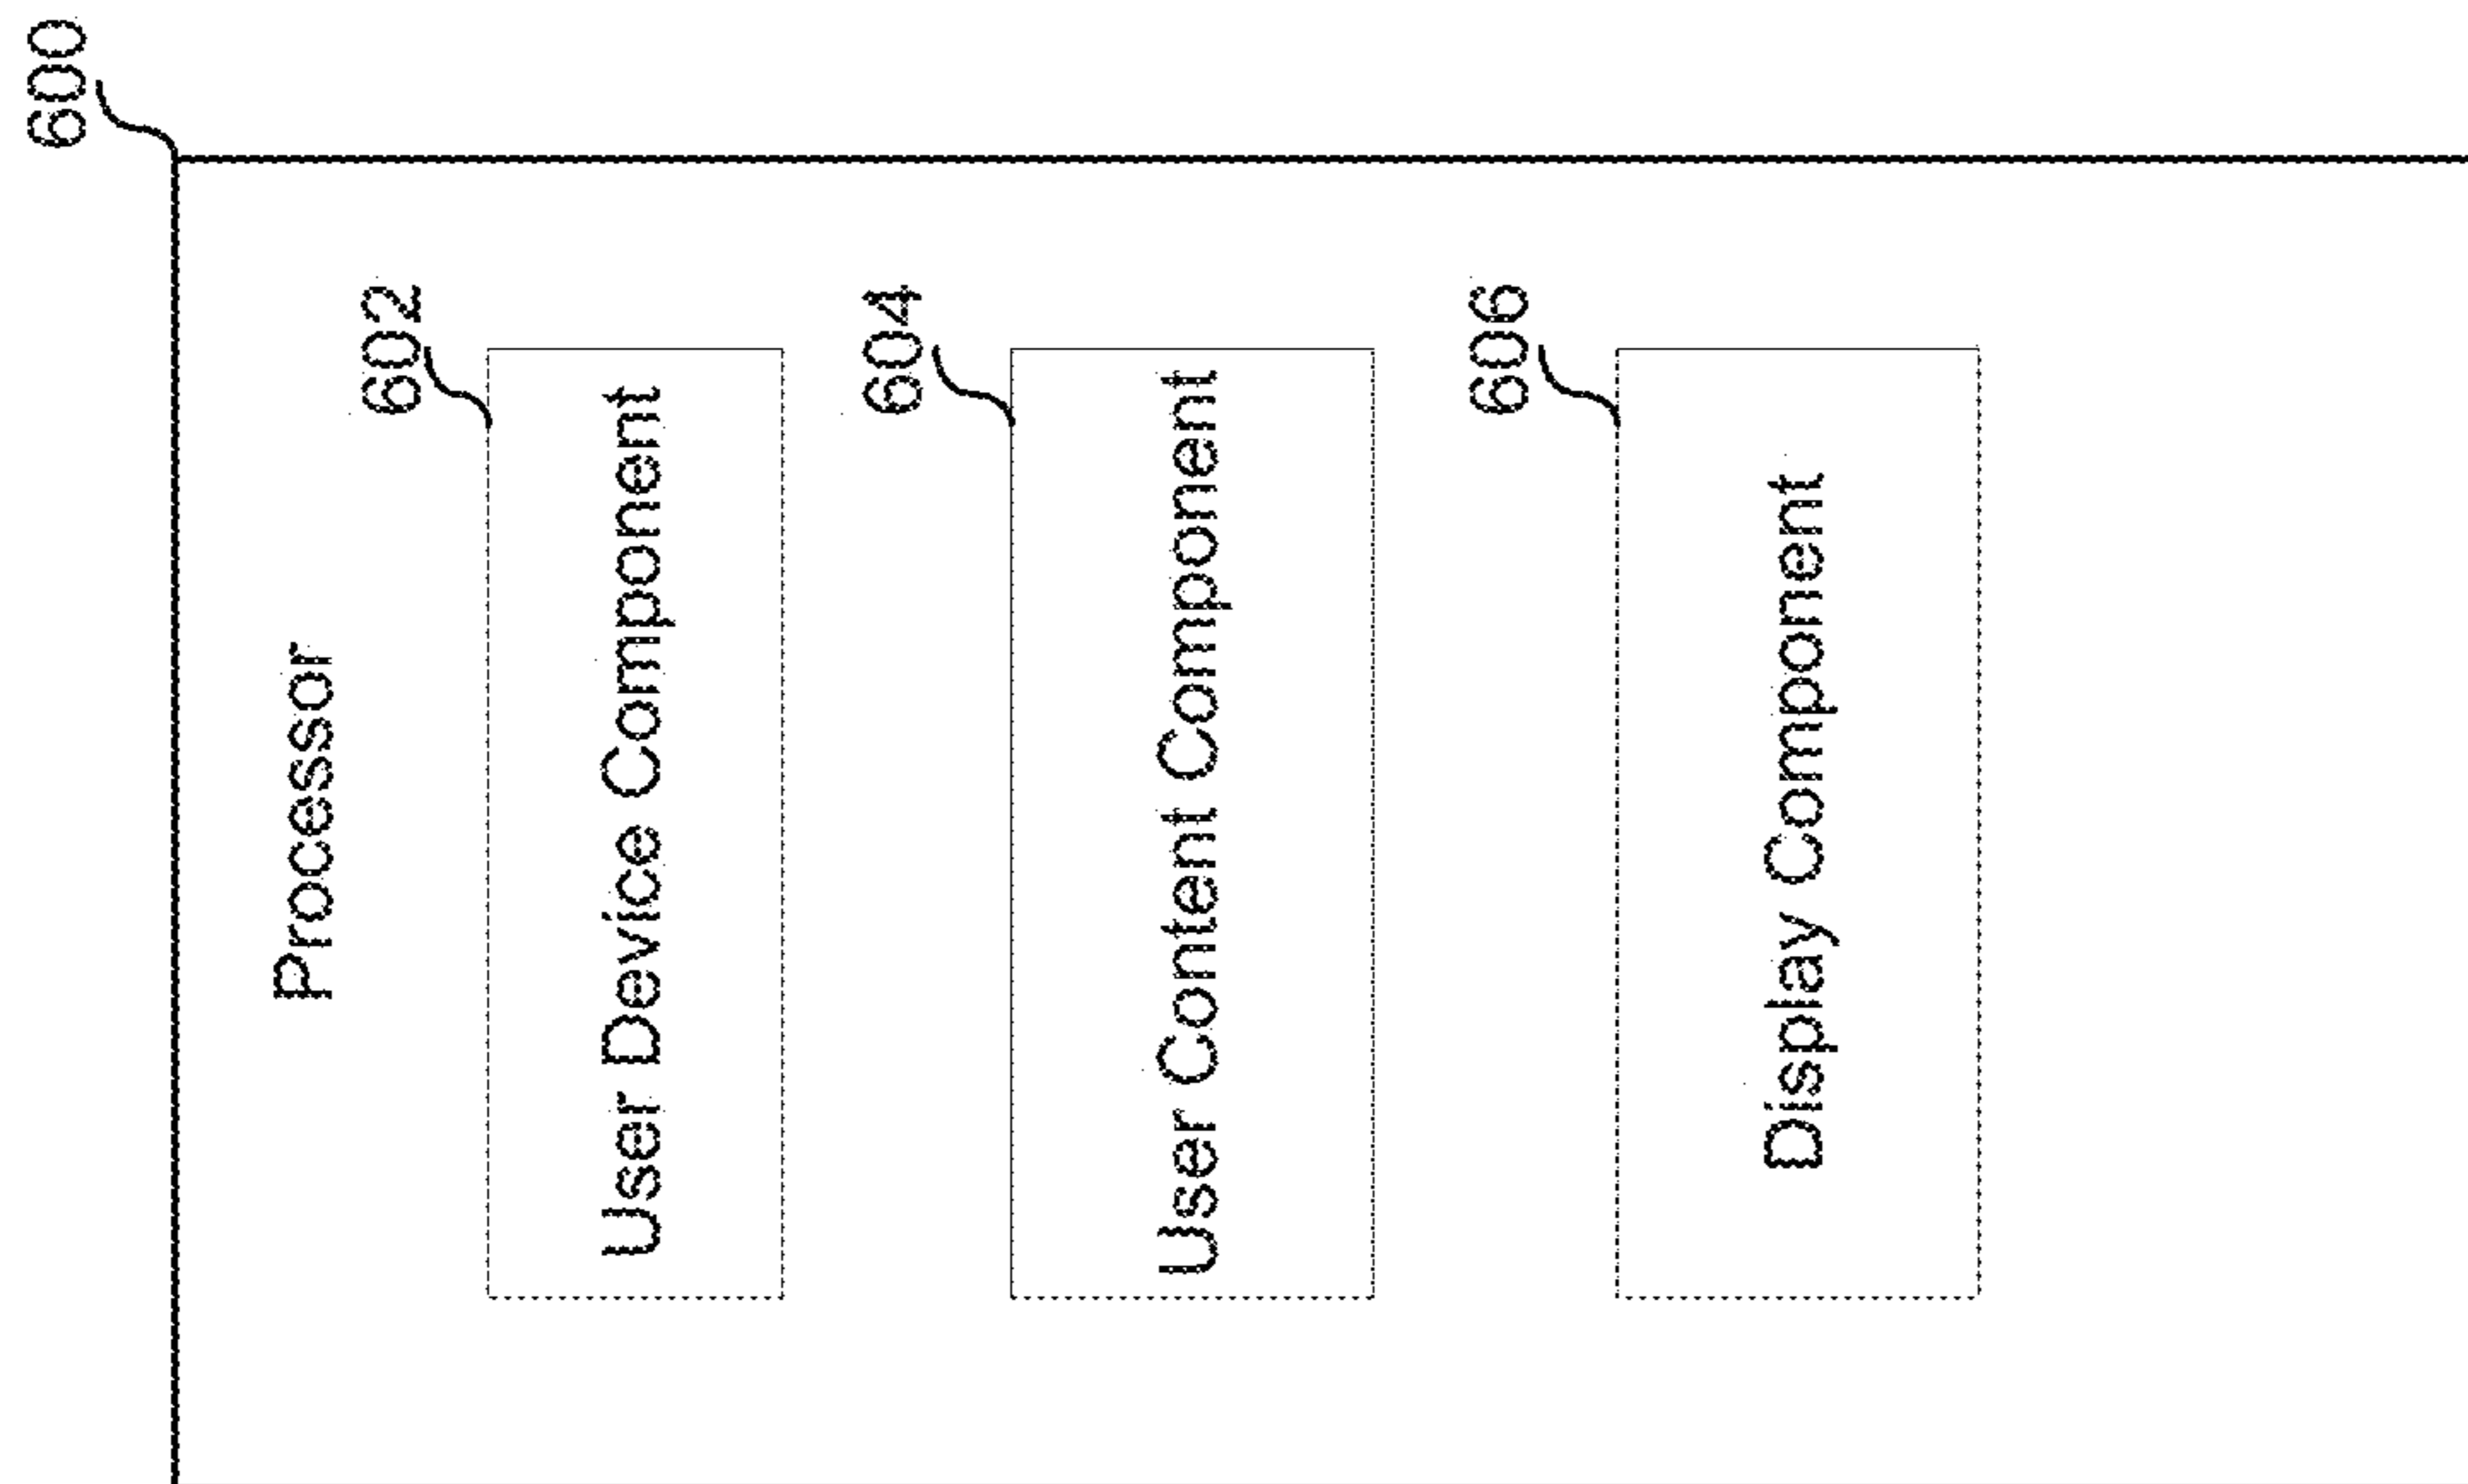 600
Processor
602
User Device Component
604
User Content Component
606
Display Component